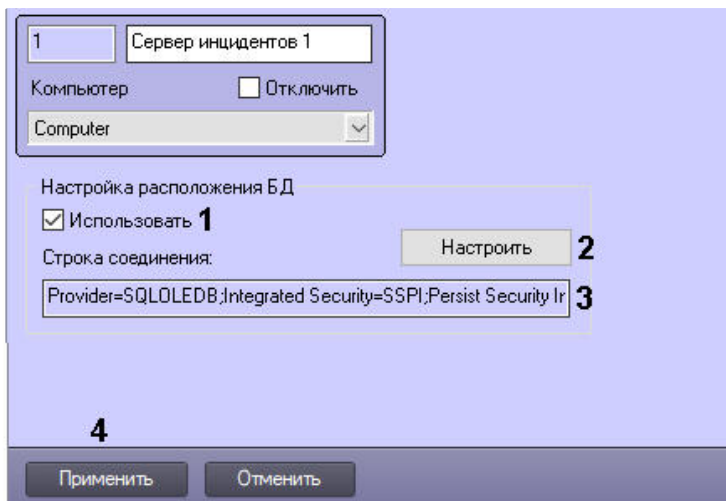 1 Сервер инцидентов 1
Компьютер Отключить
Computer
Настройка расположения БД
Использовать 1
Настроить 2
Строка соединения:
Provider=SQLOLEDB;Integrated Security=SSPI;Persist Security Ir 3
4
Применить Отменить